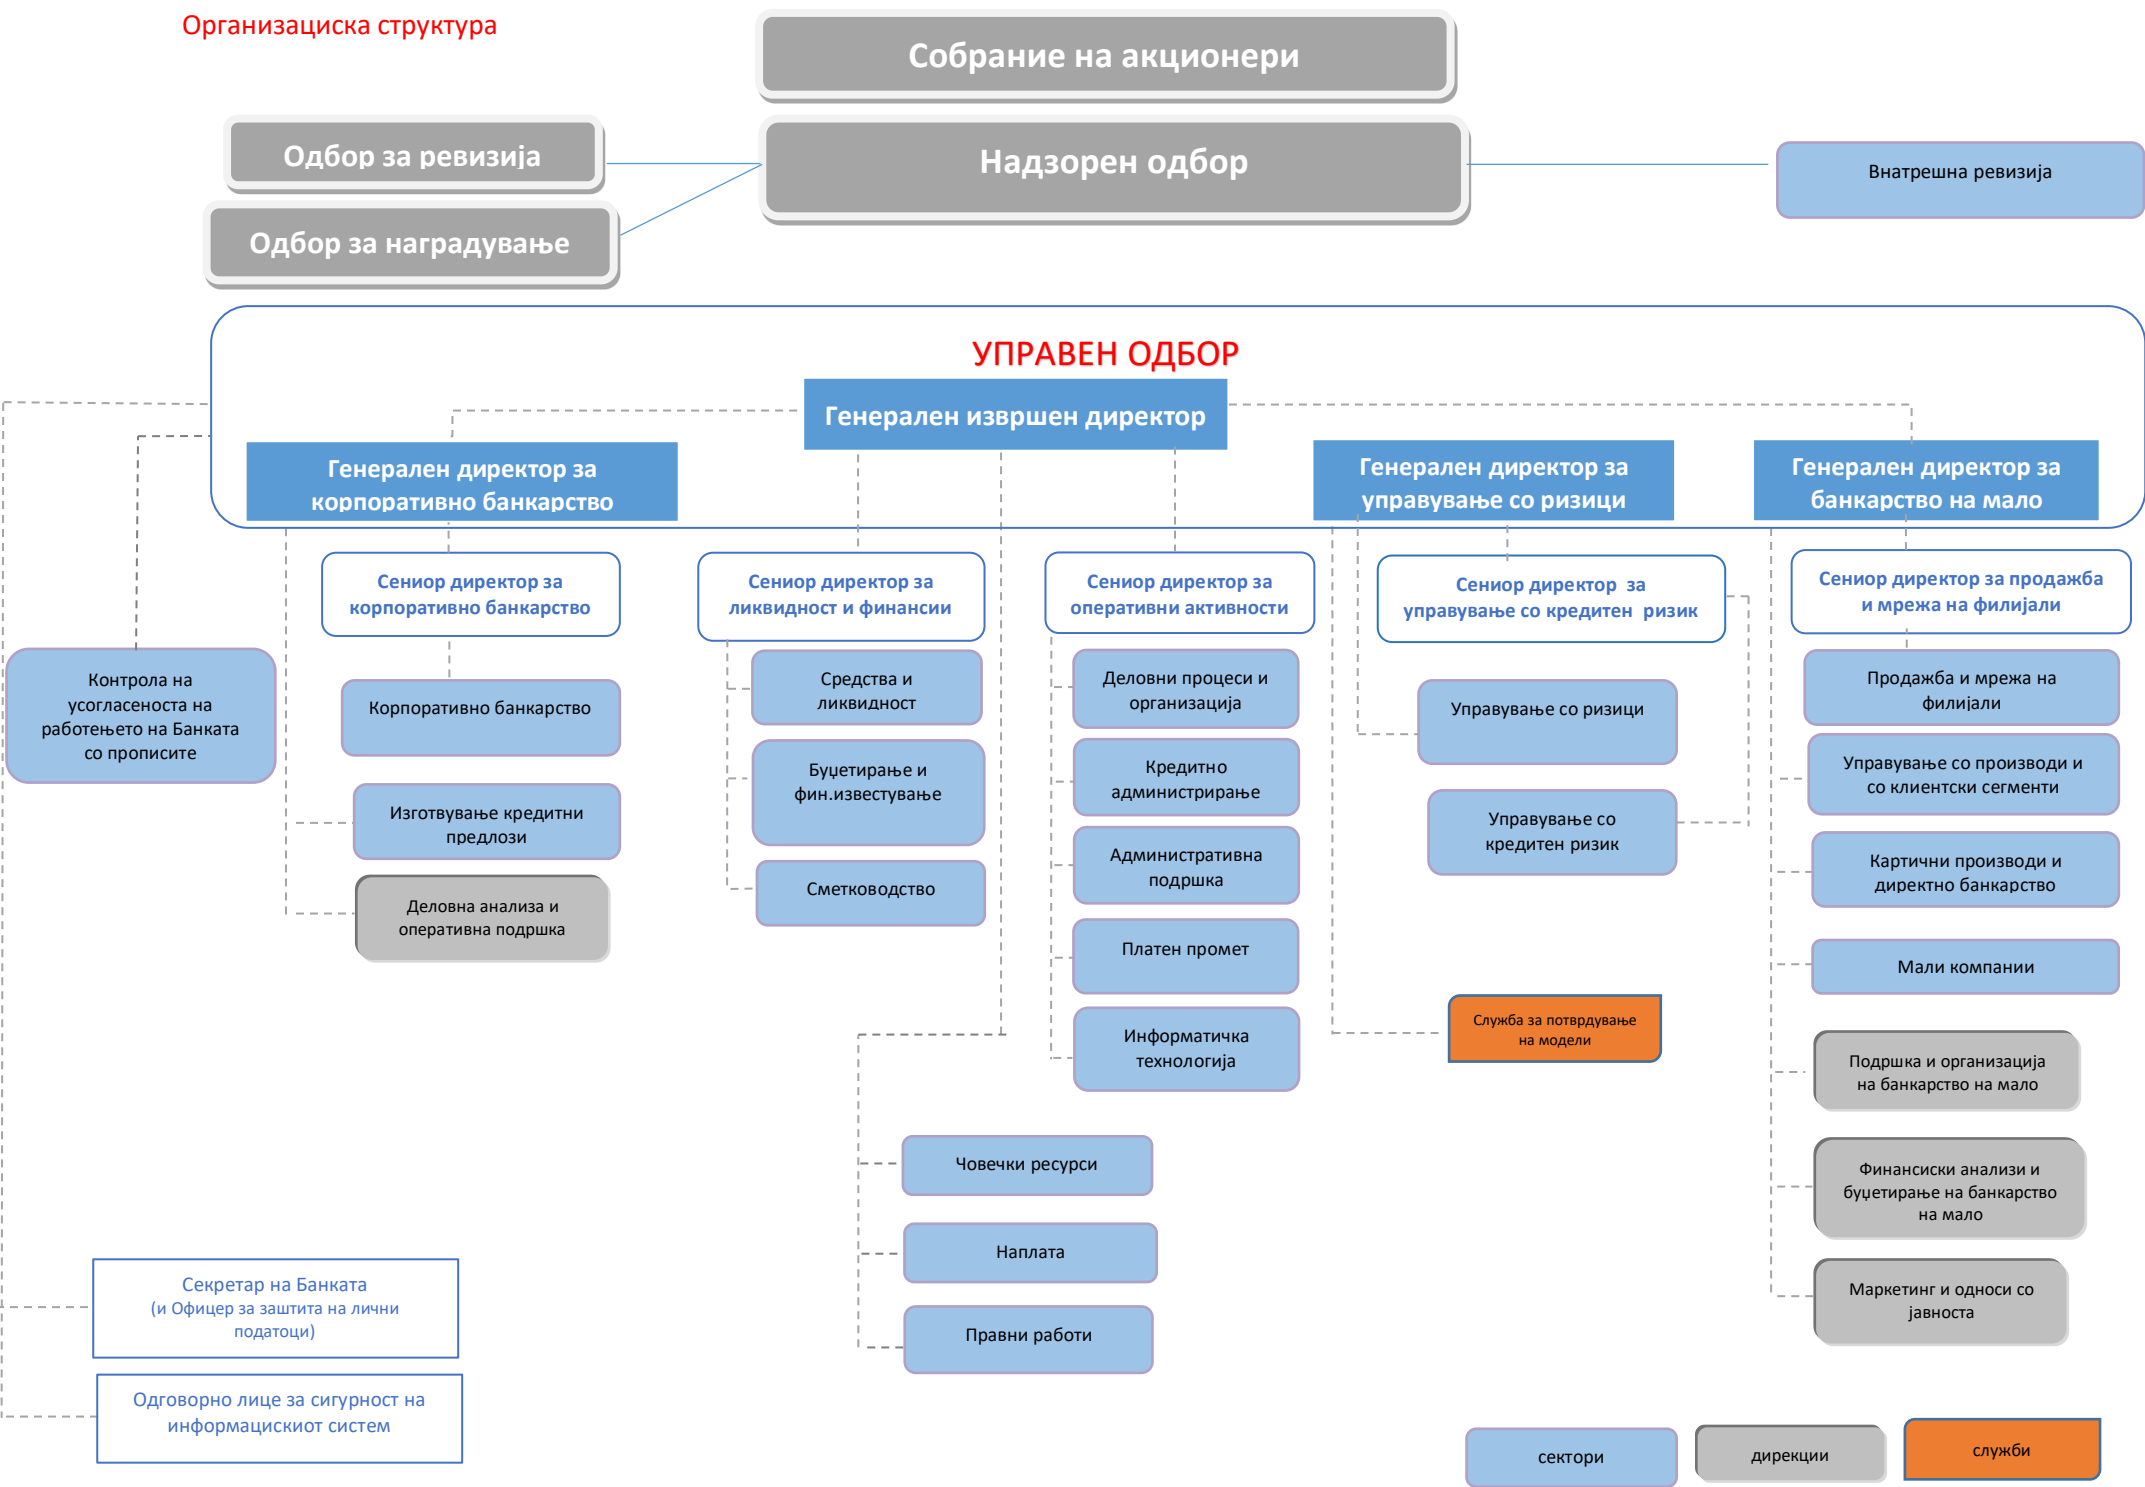 Организациска структура
Собрание на акционери
Одбор за ревизија
Надзорен одбор
Внатрешна ревизија
Одбор за наградување
УПРАВЕН ОДБОР
Генерален извршен директор
Генерален директор за
корпоративно банкарство
Генерален директор за
управување со ризици
Генерален директор за
банкарство на мало
Сениор директор за
корпоративно банкарство
Сениор директор за
ликвидност и финансии
Сениор директор за
оперативни активности
Сениор директор за
управување со кредитен ризик
Сениор директор за продажба
и мрежа на филијали
Контрола на
усогласеноста на
работењето на Банката
со прописите
Корпоративно банкарство
Изготвување кредитни
предлози
Деловна анализа и
оперативна подршка
Средства и
ликвидност
Буџетирање и
фин.известување
Сметководство
Деловни процеси и
организација
Кредитно
администрирање
Административна
подршка
Платен промет
Информатичка
технологија
Управување со ризици
Управување со
кредитен ризик
Служба за потврдување
на модели
Продажба и мрежа на
филијали
Управување со производи и
со клиентски сегменти
Картични производи и
директно банкарство
Мали компании
Подршка и организација
на банкарство на мало
Финансиски анализи и
буџетирање на банкарство
на мало
Маркетинг и односи со
јавноста
Човечки ресурси
Наплата
Правни работи
Секретар на Банката
(и Офицер за заштита на лични
податоци)
Одговорно лице за сигурност на
информацискиот систем
сектори
дирекции
служби